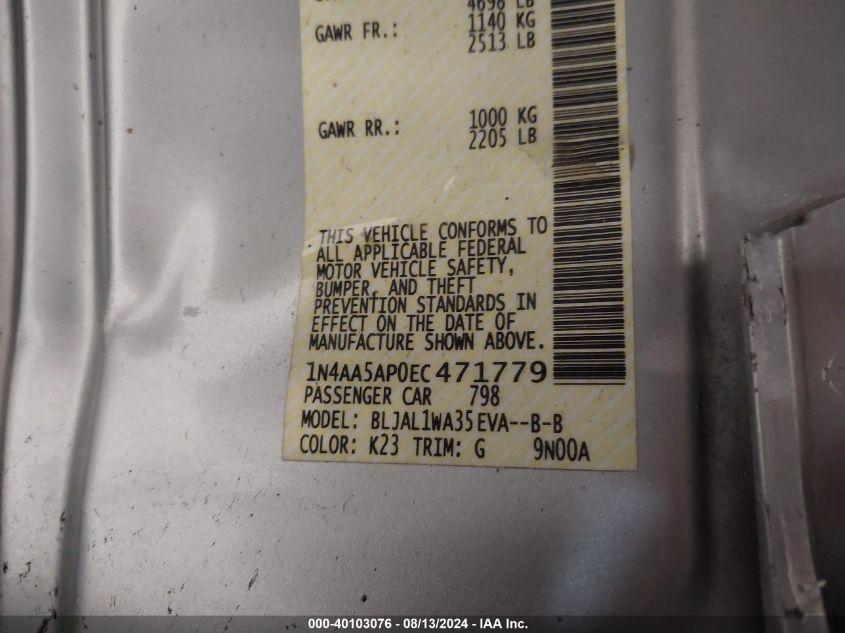 4698 LB
GAWR FR.: 1140 KG
2513 LB
GAWR RR.: 1000 KG
2205 LB
THIS VEHICLE CONFORMS TO
ALL APPLICABLE FEDERAL
MOTOR VEHICLE SAFETY,
BUMPER, AND THEFT
PREVENTION STANDARDS IN
EFFECT ON THE DATE OF
MANUFACTURE SHOWN ABOVE.
1N4AA5AP0EC471779
PASSENGER CAR 798
MODEL: BLJAL1WA35EVA--B-B
COLOR: K23 TRIM: G 9N00A
000-40103076 - 08/13/2024 - IAA Inc.